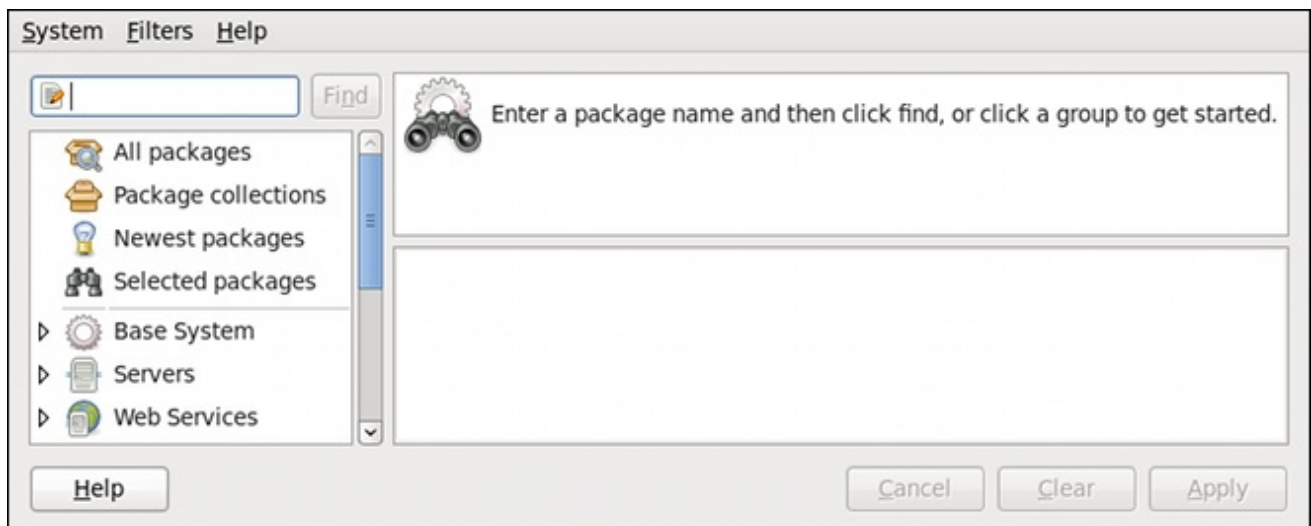 System Filters Help
Find
Enter a package name and then click find, or click a group to get started.
All packages
Package collections
Newest packages
Selected packages
Base System
Servers
Web Services
Help Cancel Clear Apply